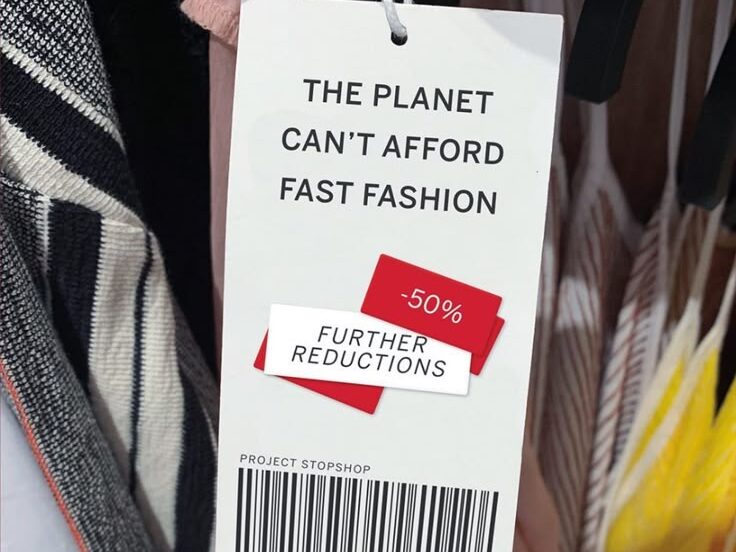 THE PLANET
CAN'T AFFORD
FAST FASHION
-50%
FURTHER
REDUCTIONS
PROJECT STOPSHOP